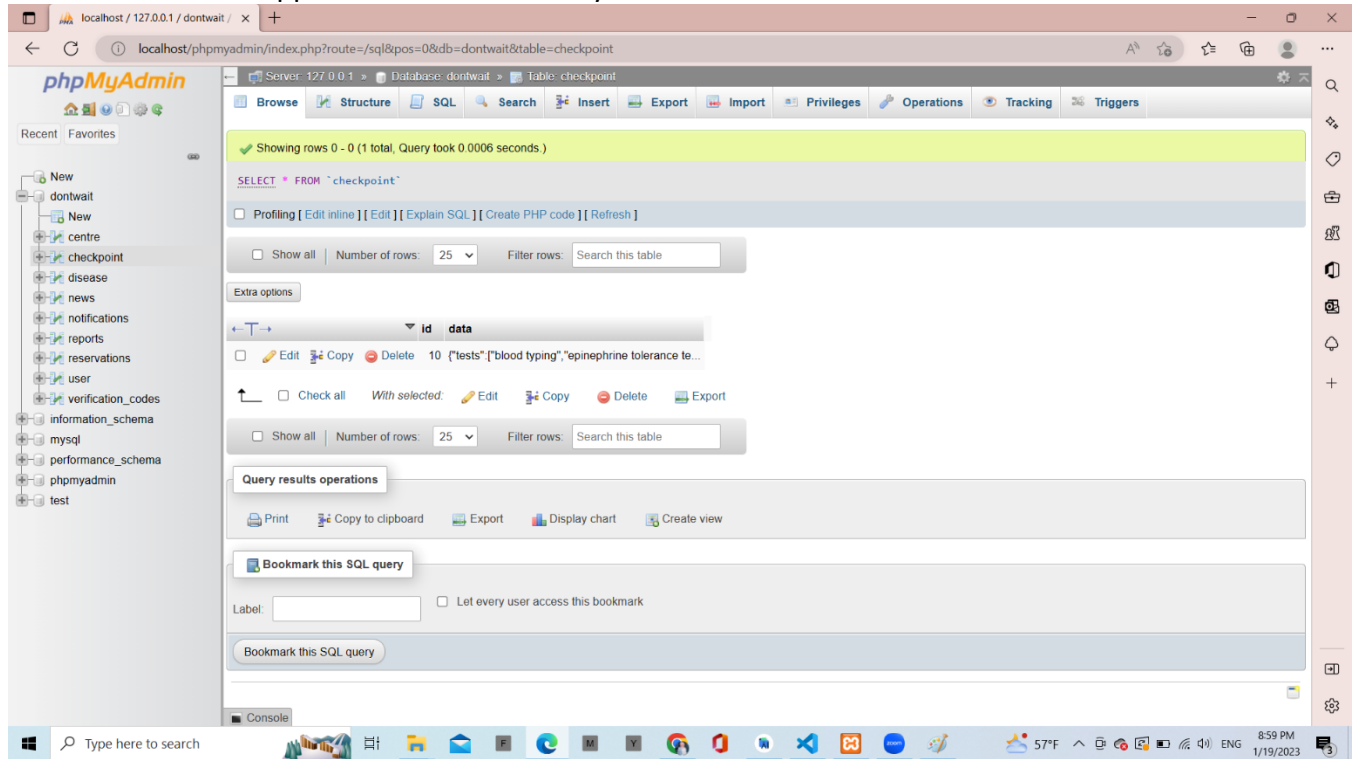 localhost / 127.0.0.1 / dontwait /
localhost/phpmyadmin/index.php?route=/sql&pos=0&db=dontwait&table=checkpoint
phpMyAdmin
Recent Favorites
New
dontwait
New
centre
checkpoint
disease
news
notifications
reports
reservations
user
verification_codes
information_schema
mysql
performance_schema
phpmyadmin
test
Server: 127.0.0.1 » Database: dontwait » Table: checkpoint
Browse Structure SQL Search Insert Export Import Privileges Operations Tracking Triggers
Showing rows 0 - 0 (1 total, Query took 0.0006 seconds.)
SELECT * FROM `checkpoint`
Profiling [ Edit inline ] [ Edit ] [ Explain SQL ] [ Create PHP code ] [ Refresh ]
Show all | Number of rows: 25 Filter rows: Search this table
Extra options
←T→ id data
Edit Copy Delete 10 {"tests":["blood typing","epinephrine tolerance te...
Check all With selected: Edit Copy Delete Export
Show all | Number of rows: 25 Filter rows: Search this table
Query results operations
Print Copy to clipboard Export Display chart Create view
Bookmark this SQL query
Label: Let every user access this bookmark
Bookmark this SQL query
Console
Type here to search
57°F ENG 8:59 PM
1/19/2023